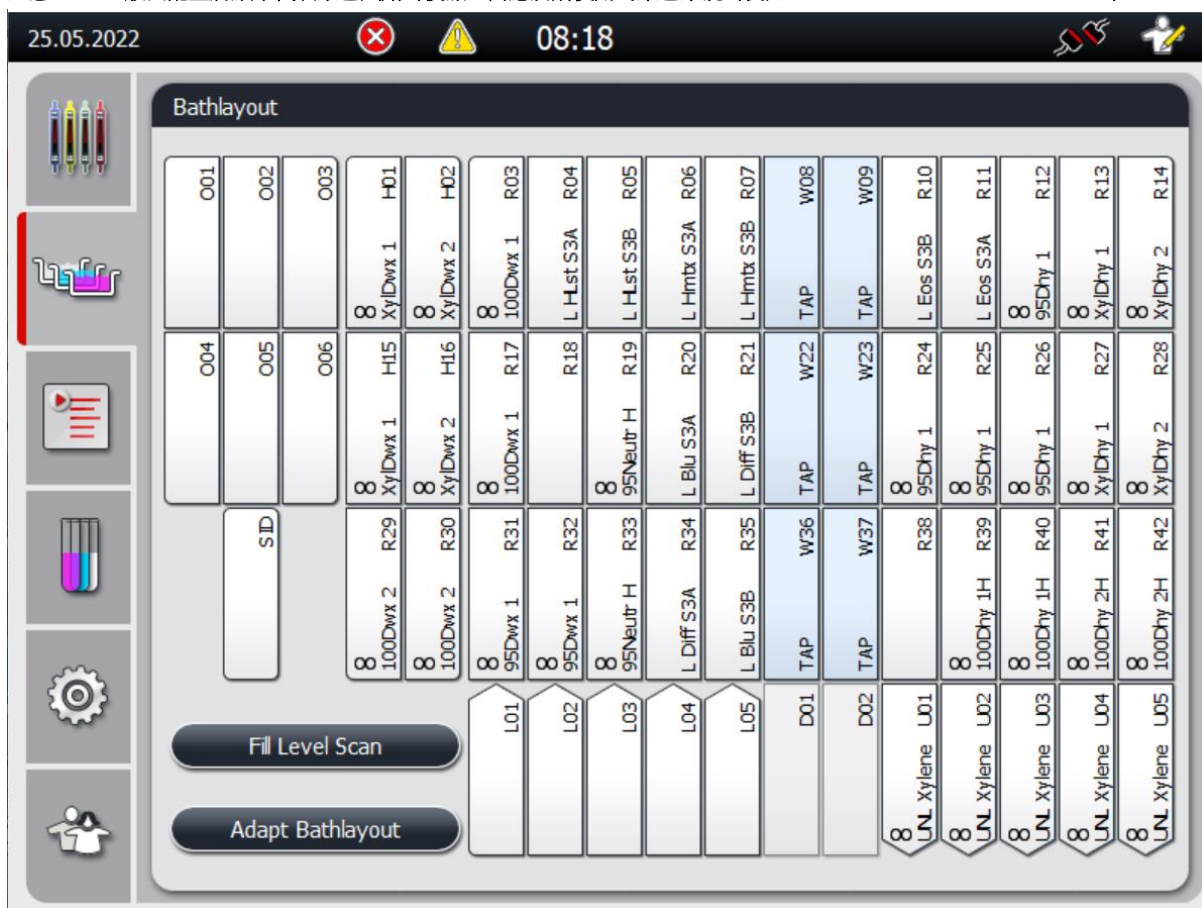 25.05.2022 08:18
Bathlayout
O01
O02
O03
H01 ∞ XylDwx 1
H02 ∞ XylDwx 2
R03 ∞ 100Dwx 1
R04 L HLst S3A
R05 L HLst S3B
R06 L Hmtx S3A
R07 L Hmtx S3B
W08 TAP
W09 TAP
R10 L Eos S3B
R11 L Eos S3A
R12 ∞ 95Dhy 1
R13 ∞ XylDhy 1
R14 ∞ XylDhy 2
O04
O05
O06
H15 ∞ XylDwx 1
H16 ∞ XylDwx 2
R17 ∞ 100Dwx 1
R18
R19 ∞ 95Neutr H
R20 L Blu S3A
R21 L Diff S3B
W22 TAP
W23 TAP
R24 ∞ 95Dhy 1
R25 ∞ 95Dhy 1
R26 ∞ 95Dhy 1
R27 ∞ XylDhy 1
R28 ∞ XylDhy 2
SID
R29 ∞ 100Dwx 2
R30 ∞ 100Dwx 2
R31 ∞ 95Dwx 1
R32 ∞ 95Dwx 1
R33 ∞ 95Neutr H
R34 L Diff S3A
R35 L Blu S3B
W36 TAP
W37 TAP
R38
R39 ∞ 100Dhy 1H
R40 ∞ 100Dhy 1H
R41 ∞ 100Dhy 2H
R42 ∞ 100Dhy 2H
L01
L02
L03
L04
L05
D01
D02
U01 ∞ UNL Xylene
U02 ∞ UNL Xylene
U03 ∞ UNL Xylene
U04 ∞ UNL Xylene
U05 ∞ UNL Xylene
Fill Level Scan
Adapt Bathlayout